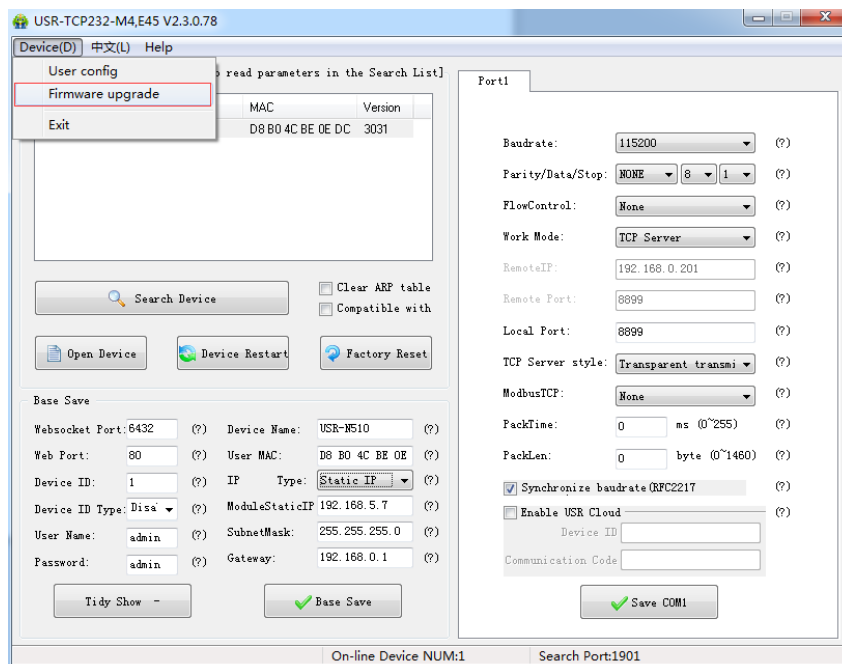 USR-TCP232-M4,E45 V2.3.0.78
Device(D) 中文(L) Help
User config
Firmware upgrade
Exit
read parameters in the Search List]
MAC Version
D8 B0 4C BE 0E DC 3031
Search Device
Clear ARP table
Compatible with
Open Device
Device Restart
Factory Reset
Base Save
Websocket Port: 6432 (?) Device Name: USR-N510 (?)
Web Port: 80 (?) User MAC: D8 B0 4C BE 0E (?)
Device ID: 1 (?) IP Type: Static IP (?)
Device ID Type: Disa (?) ModuleStaticIP 192.168.5.7 (?)
User Name: admin (?) SubnetMask: 255.255.255.0 (?)
Password: admin (?) Gateway: 192.168.0.1 (?)
Tidy Show -
Base Save
Port1
Baudrate: 115200 (?)
Parity/Data/Stop: NONE 8 1 (?)
FlowControl: None (?)
Work Mode: TCP Server (?)
RemoteIP: 192.168.0.201 (?)
Remote Port: 8899 (?)
Local Port: 8899 (?)
TCP Server style: Transparent transmi (?)
ModbusTCP: None (?)
PackTime: 0 ms (0~255) (?)
PackLen: 0 byte (0~1460) (?)
Synchronize baudrate(RFC2217 (?)
Enable USR Cloud (?)
Device ID
Communication Code
Save COM1
On-line Device NUM:1 Search Port:1901